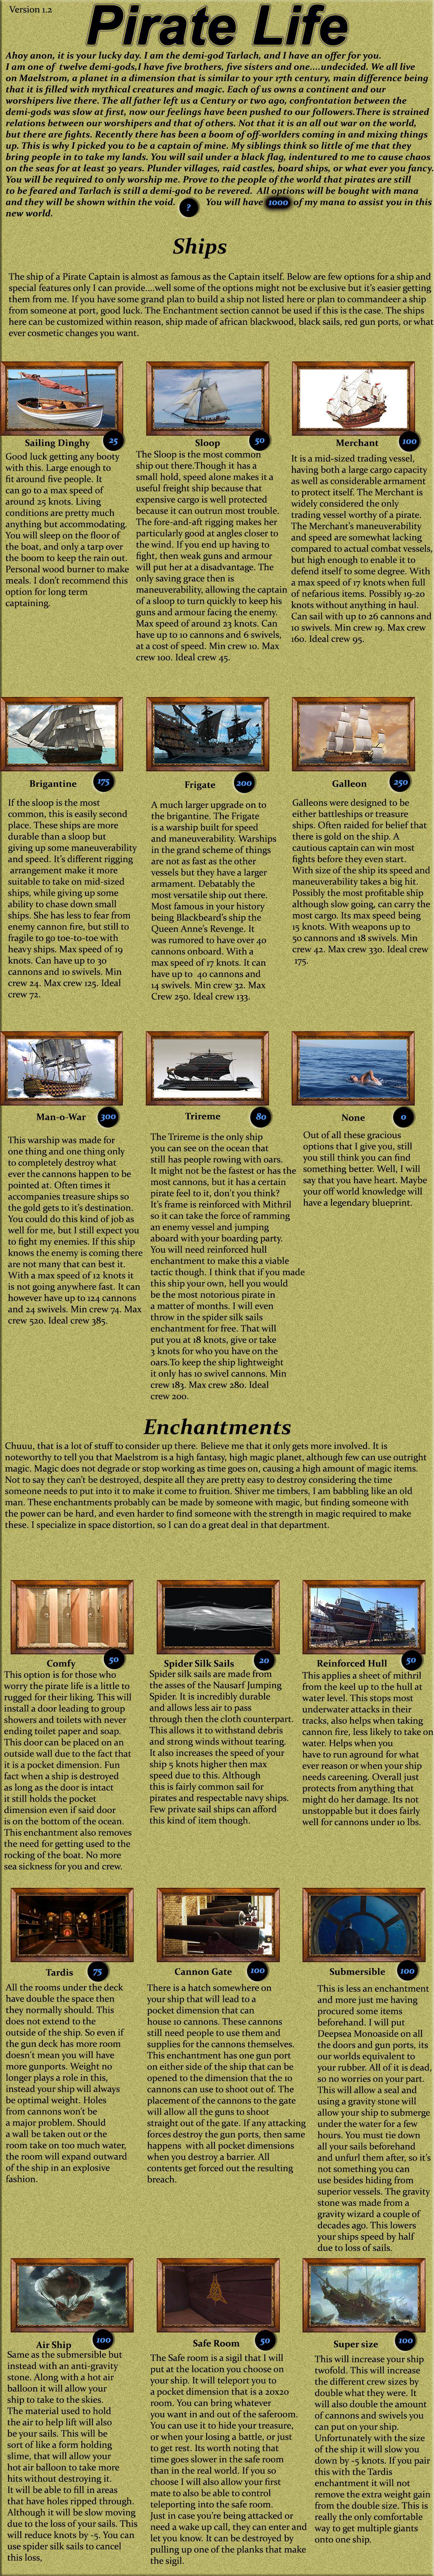 Version 1.2
Pirate Life
Ahoy anon, it is your lucky day. I am the demi-god Tarlach, and I have an offer for you.
I am one of twelve demi-gods,I have five brothers, five sisters and one....undecided. We all live
on Maelstrom, a planet in a dimension that is similar to your 17th century, main difference being
that it is filled with mythical creatures and magic. Each of us owns a continent and our
worshipers live there. The all father left us a Century or two ago, confrontation between the
demi-gods was slow at first, now our feelings have been pushed to our followers.There is strained
relations between our worshipers and that of others. Not that it is an all out war on the world,
but there are fights. Recently there has been a boom of off-worlders coming in and mixing things
up. This is why I picked you to be a captain of mine. My siblings think so little of me that they
bring people in to take my lands. You will sail under a black flag, indentured to me to cause chaos
on the seas for at least 30 years. Plunder villages, raid castles, board ships, or what ever you fancy.
You will be required to only worship me. Prove to the people of the world that pirates are still
to be feared and Tarlach is still a demi-god to be revered. All options will be bought with mana
and they will be shown within the void. ? You will have 1000 of my mana to assist you in this
new world.
Ships
The ship of a Pirate Captain is almost as famous as the Captain itself. Below are few options for a ship and
special features only I can provide....well some of the options might not be exclusive but it's easier getting
them from me. If you have some grand plan to build a ship not listed here or plan to commandeer a ship
from someone at port, good luck. The Enchantment section cannot be used if this is the case. The ships
here can be customized within reason, ship made of african blackwood, black sails, red gun ports, or what
ever cosmetic changes you want.
Sailing Dinghy 25
Good luck getting any booty
with this. Large enough to
fit around five people. It
can go to a max speed of
around 25 knots. Living
conditions are pretty much
anything but accommodating.
You will sleep on the floor of
the boat, and only a tarp over
the boom to keep the rain out.
Personal wood burner to make
meals. I don't recommend this
option for long term
captaining.
Sloop 50
The Sloop is the most common
ship out there.Though it has a
small hold, speed alone makes it a
useful freight ship because that
expensive cargo is well protected
because it can outrun most trouble.
The fore-and-aft rigging makes her
particularly good at angles closer to
the wind. If you end up having to
fight, then weak guns and armour
will put her at a disadvantage. The
only saving grace then is
maneuverability, allowing the captain
of a sloop to turn quickly to keep his
guns and armour facing the enemy.
Max speed of around 23 knots. Can
have up to 10 cannons and 6 swivels,
at a cost of speed. Min crew 10. Max
crew 100. Ideal crew 45.
Merchant 100
It is a mid-sized trading vessel,
having both a large cargo capacity
as well as considerable armament
to protect itself. The Merchant is
widely considered the only
trading vessel worthy of a pirate.
The Merchant's maneuverability
and speed are somewhat lacking
compared to actual combat vessels,
but high enough to enable it to
defend itself to some degree. With
a max speed of 17 knots when full
of nefarious items. Possibly 19-20
knots without anything in haul.
Can sail with up to 26 cannons and
10 swivels. Min crew 19. Max crew
160. Ideal crew 95.
Brigantine 175
If the sloop is the most
common, this is easily second
place. These ships are more
durable than a sloop but
giving up some maneuverability
and speed. It's different rigging
arrangement make it more
suitable to take on mid-sized
ships, while giving up some
ability to chase down small
ships. She has less to fear from
enemy cannon fire, but still to
fragile to go toe-to-toe with
heavy ships. Max speed of 19
knots. Can have up to 30
cannons and 10 swivels. Min
crew 24. Max crew 125. Ideal
crew 72.
Frigate 200
A much larger upgrade on to
the brigantine. The Frigate
is a warship built for speed
and maneuverability. Warships
in the grand scheme of things
are not as fast as the other
vessels but they have a larger
armament. Debatably the
most versatile ship out there.
Most famous in your history
being Blackbeard's ship the
Queen Anne's Revenge. It
was rumored to have over 40
cannons onboard. With a
max speed of 17 knots. It can
have up to 40 cannons and
14 swivels. Min crew 32. Max
Crew 250. Ideal crew 133.
Galleon 250
Galleons were designed to be
either battleships or treasure
ships. Often raided for belief that
there is gold on the ship. A
cautious captain can win most
fights before they even start.
With size of the ship its speed and
maneuverability takes a big hit.
Possibly the most profitable ship
although slow going, can carry the
most cargo. Its max speed being
15 knots. With weapons up to
50 cannons and 18 swivels. Min
crew 42. Max crew 330. Ideal crew
175.
Man-o-War 300
This warship was made for
one thing and one thing only
to completely destroy what
ever the cannons happen to be
pointed at. Often times it
accompanies treasure ships so
the gold gets to it's destination.
You could do this kind of job as
well for me, but I still expect you
to fight my enemies. If this ship
knows the enemy is coming there
are not many that can best it.
With a max speed of 12 knots it
is not going anywhere fast. It can
however have up to 124 cannons
and 24 swivels. Min crew 74. Max
crew 520. Ideal crew 385.
Trireme 80
The Trireme is the only ship
you can see on the ocean that
still has people rowing with oars.
It might not be the fastest or has the
most cannons, but it has a certain
pirate feel to it, don't you think?
It's frame is reinforced with Mithril
so it can take the force of ramming
an enemy vessel and jumping
aboard with your boarding party.
You will need reinforced hull
enchantment to make this a viable
tactic though. I think that if you made
this ship your own, hell you would
be the most notorious pirate in
a matter of months. I will even
throw in the spider silk sails
enchantment for free. That will
put you at 18 knots, give or take
3 knots for who you have on the
oars.To keep the ship lightweight
it only has 10 swivel cannons. Min
crew 183. Max crew 280. Ideal
crew 200.
None 0
Out of all these gracious
options that I give you, still
you still think you can find
something better. Well, I will
say that you have heart. Maybe
your off world knowledge will
have a legendary blueprint.
Enchantments
Chuuu, that is a lot of stuff to consider up there. Believe me that it only gets more involved. It is
noteworthy to tell you that Maelstrom is a high fantasy, high magic planet, although few can use outright
magic. Magic does not degrade or stop working as time goes on, causing a high amount of magic items.
Not to say they can't be destroyed, despite all they are pretty easy to destroy considering the time
someone needs to put into it to make it come to fruition. Shiver me timbers, I am babbling like an old
man. These enchantments probably can be made by someone with magic, but finding someone with
the power can be hard, and even harder to find someone with the strength in magic required to make
these. I specialize in space distortion, so I can do a great deal in that department.
Comfy 50
This option is for those who
worry the pirate life is a little to
rugged for their liking. This will
install a door leading to group
showers and toilets with never
ending toilet paper and soap.
This door can be placed on an
outside wall due to the fact that
it is a pocket dimension. Fun
fact when a ship is destroyed
as long as the door is intact
it still holds the pocket
dimension even if said door
is on the bottom of the ocean.
This enchantment also removes
the need for getting used to the
rocking of the boat. No more
sea sickness for you and crew.
Spider Silk Sails 20
Spider silk sails are made from
the asses of the Nausarf Jumping
Spider. It is incredibly durable
and allows less air to pass
through then the cloth counterpart.
This allows it to withstand debris
and strong winds without tearing.
It also increases the speed of your
ship 5 knots higher then max
speed due to this. Although
this is fairly common sail for
pirates and respectable navy ships.
Few private sail ships can afford
this kind of item though.
Reinforced Hull 50
This applies a sheet of mithril
from the keel up to the hull at
water level. This stops most
underwater attacks in their
tracks, also helps when taking
cannon fire, less likely to take on
water. Helps when you
have to run aground for what
ever reason or when your ship
needs careening. Overall just
protects from anything that
might do her damage. Its not
unstoppable but it does fairly
well for cannons under 10 lbs.
Tardis 75
All the rooms under the deck
have double the space then
they normally should. This
does not extend to the
outside of the ship. So even if
the gun deck has more room
doesn't mean you will have
more gunports. Weight no
longer plays a role in this,
instead your ship will always
be optimal weight. Holes
from cannons won't be
a major problem. Should
a wall be taken out or the
room take on too much water,
the room will expand outward
of the ship in an explosive
fashion.
Cannon Gate 100
There is a hatch somewhere on
your ship that will lead to a
pocket dimension that can
house 10 cannons. These cannons
still need people to use them and
supplies for the cannons themselves.
This enchantment has one gun port
on either side of the ship that can be
opened to the dimension that the 10
cannons can use to shoot out of. The
placement of the cannons to the gate
will allow all the guns to shoot
straight out of the gate. If any attacking
forces destroy the gun ports, then same
happens with all pocket dimensions
when you destroy a barrier. All
contents get forced out the resulting
breach.
Submersible 100
This is less an enchantment
and more just me having
procured some items
beforehand. I will put
Deepsea Monoaside on all
the doors and gun ports, its
our worlds equivalent to
your rubber. All of it is dead,
so no worries on your part.
This will allow a seal and
using a gravity stone will
allow your ship to submerge
under the water for a few
hours. You must tie down
all your sails beforehand
and unfurl them after, so it's
not something you can
use besides hiding from
superior vessels. The gravity
stone was made from a
gravity wizard a couple of
decades ago. This lowers
your ships speed by half
due to loss of sails.
Air Ship 100
Same as the submersible but
instead with an anti-gravity
stone. Along with a hot air
balloon it will allow your
ship to take to the skies.
The material used to hold
the air to help lift will also
be your sails. This will be
sort of like a form holding
slime, that will allow your
hot air balloon to take more
hits without destroying it.
It will be able to fill in areas
that have holes ripped through.
Although it will be slow moving
due to the loss of your sails. This
will reduce knots by -5. You can
use spider silk sails to cancel
this loss,
Safe Room 50
The Safe room is a sigil that I will
put at the location you choose on
your ship. It will teleport you to
a pocket dimension that is a 20x20
room. You can bring whatever
you want in and out of the saferoom.
You can use it to hide your treasure,
or when your losing a battle, or just
to get rest. Its worth noting that
time goes slower in the safe room
than in the real world. If you so
choose I will also allow your first
mate to also be able to control
teleporting into the safe room.
Just in case you're being attacked or
need a wake up call, they can enter and
let you know. It can be destroyed by
pulling up one of the planks that make
the sigil.
Super size 100
This will increase your ship
twofold. This will increase
the different crew sizes by
double what they were. It
will also double the amount
of cannons and swivels you
can put on your ship.
Unfortunately with the size
of the ship it will slow you
down by -5 knots. If you pair
this with the Tardis
enchantment it will not
remove the extra weight gain
from the double size. This is
really the only comfortable
way to get multiple giants
onto one ship.